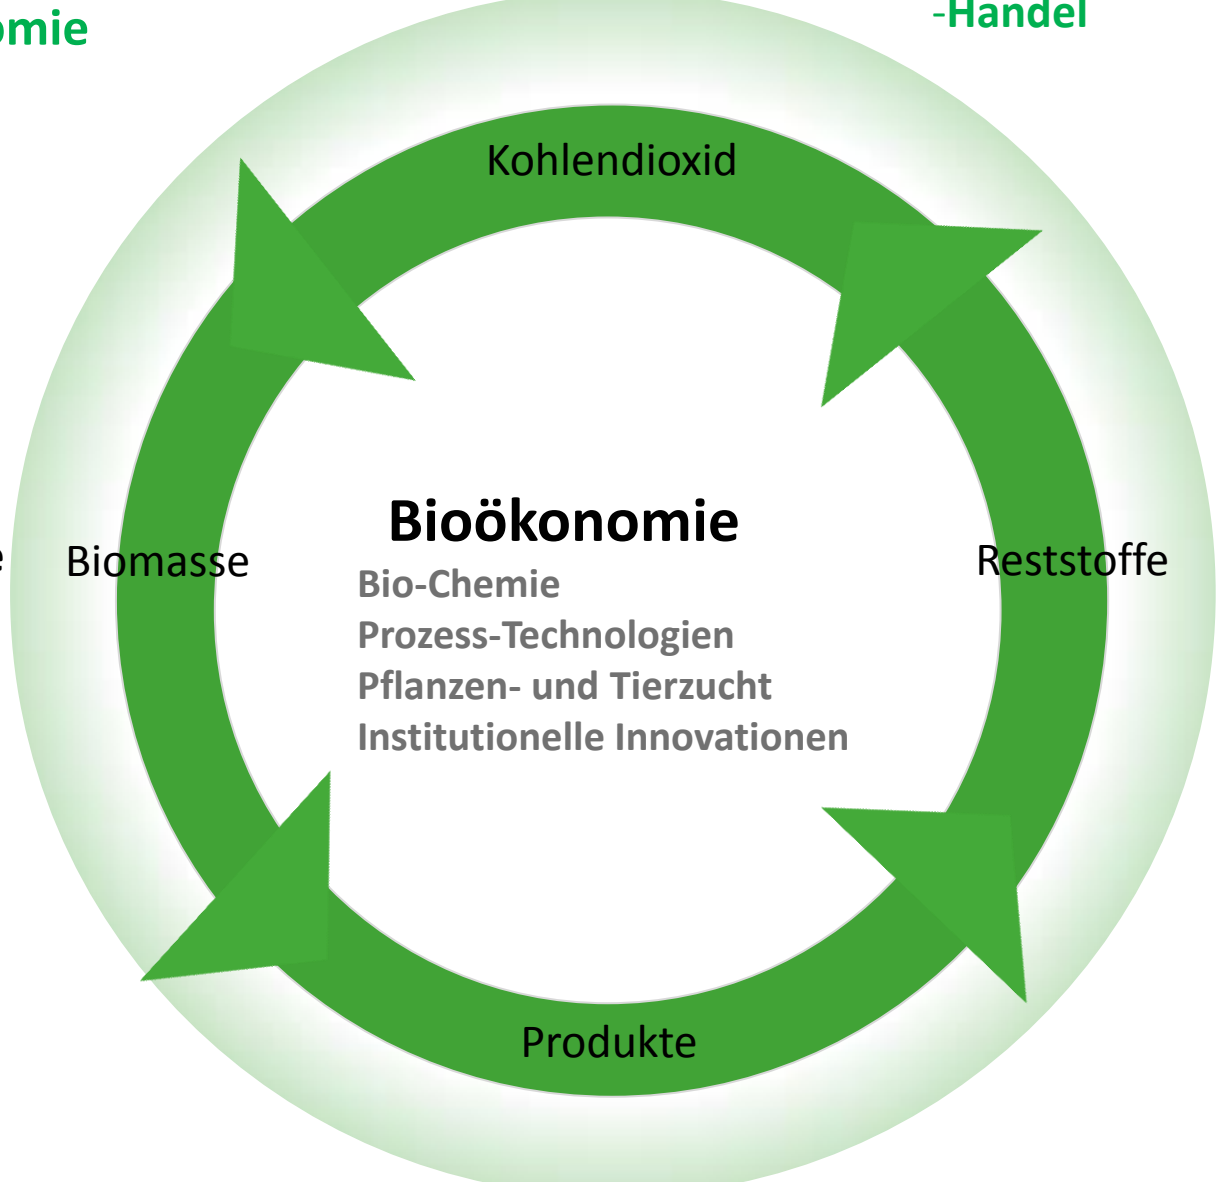 omie
-Handel
Kohlendioxid
Bioökonomie
Biomasse
Reststoffe
Bio-Chemie
Prozess-Technologien
Pflanzen- und Tierzucht
Institutionelle Innovationen
Produkte